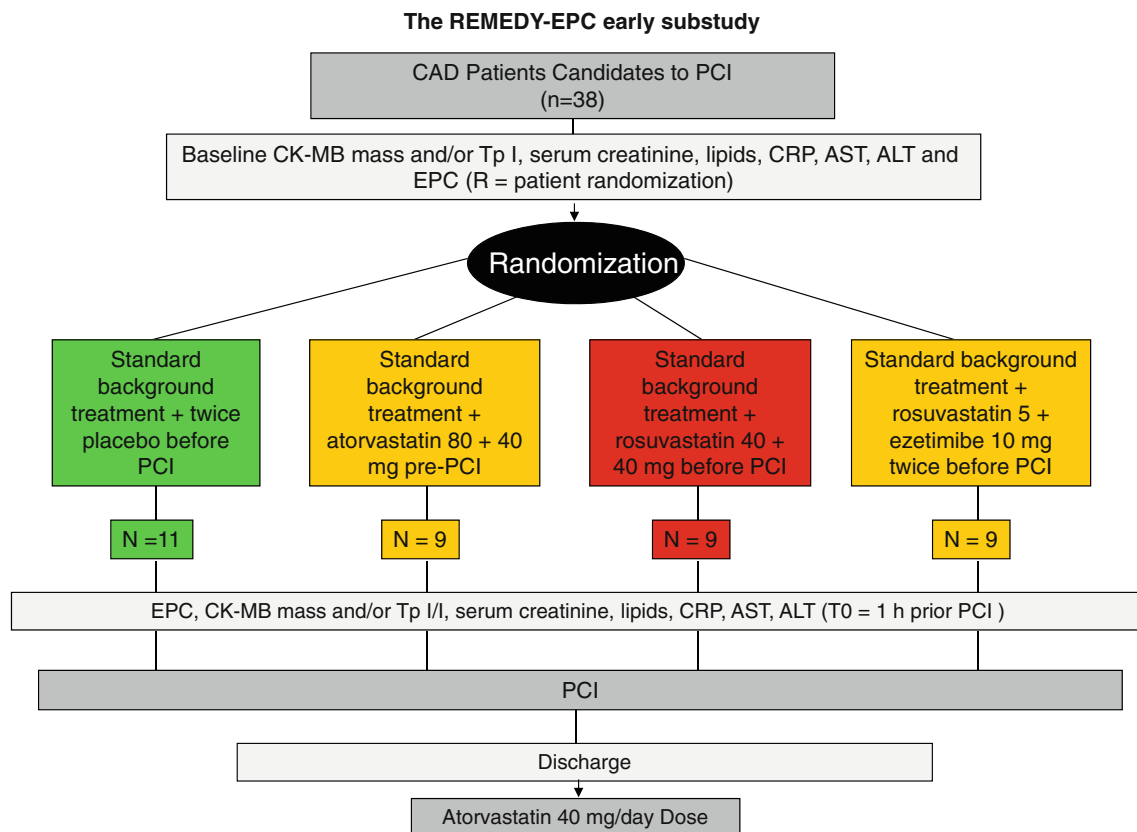 The REMEDY-EPC early substudy
CAD Patients Candidates to PCI
(n=38)
Baseline CK-MB mass and/or Tp I, serum creatinine, lipids, CRP, AST, ALT and
EPC (R = patient randomization)
Randomization
Standard
background
treatment + twice
placebo before
PCI
Standard
background
treatment +
atorvastatin 80 + 40
mg pre-PCI
Standard
background
treatment +
rosuvastatin 40 +
40 mg before PCI
Standard background
treatment +
rosuvastatin 5 +
ezetimibe 10 mg
twice before PCI
N =11
N = 9
N = 9
N = 9
EPC, CK-MB mass and/or Tp I/I, serum creatinine, lipids, CRP, AST, ALT (T0 = 1 h prior PCI )
PCI
Discharge
Atorvastatin 40 mg/day Dose